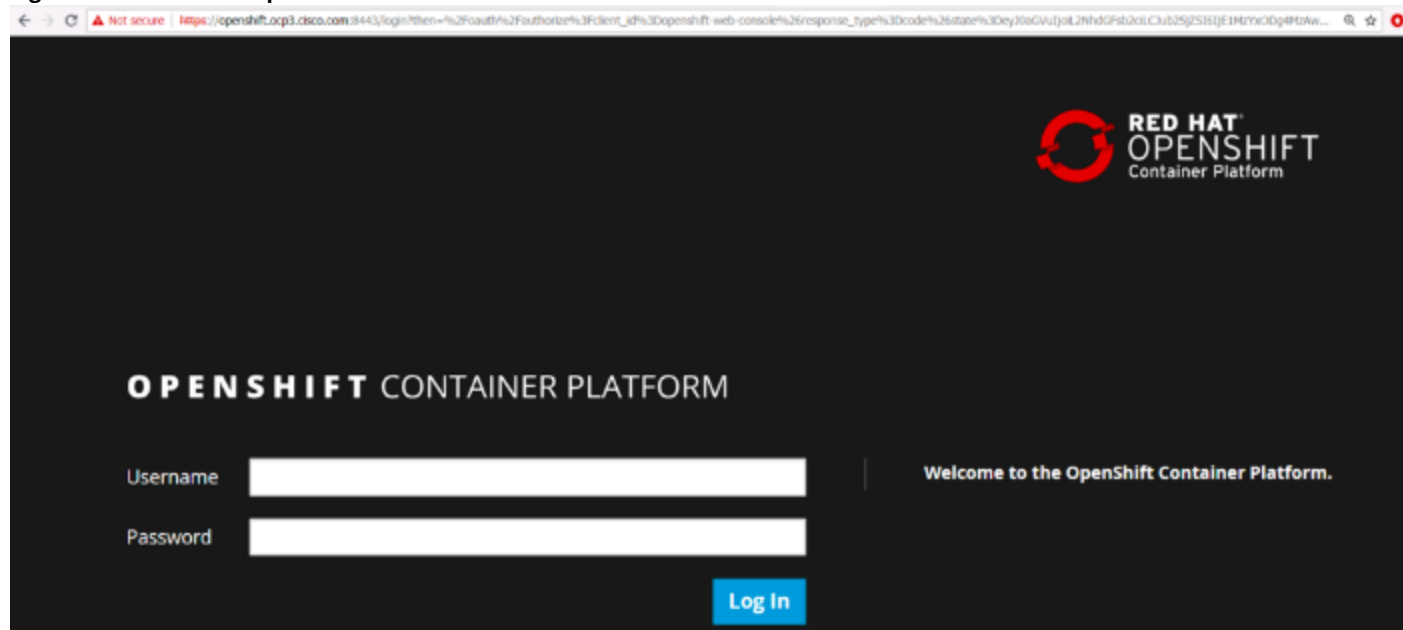 Not secure https://openshift.ocp3.cisco.com:8443/login?then=%2Foauth%2Fauthorize%3Fclient_id%3Dopenshift-web-console%26response_type%3Dcode%26state%3D
RED HAT
OPENSHIFT
Container Platform
OPENSHIFT CONTAINER PLATFORM
Username
Welcome to the OpenShift Container Platform.
Password
Log In